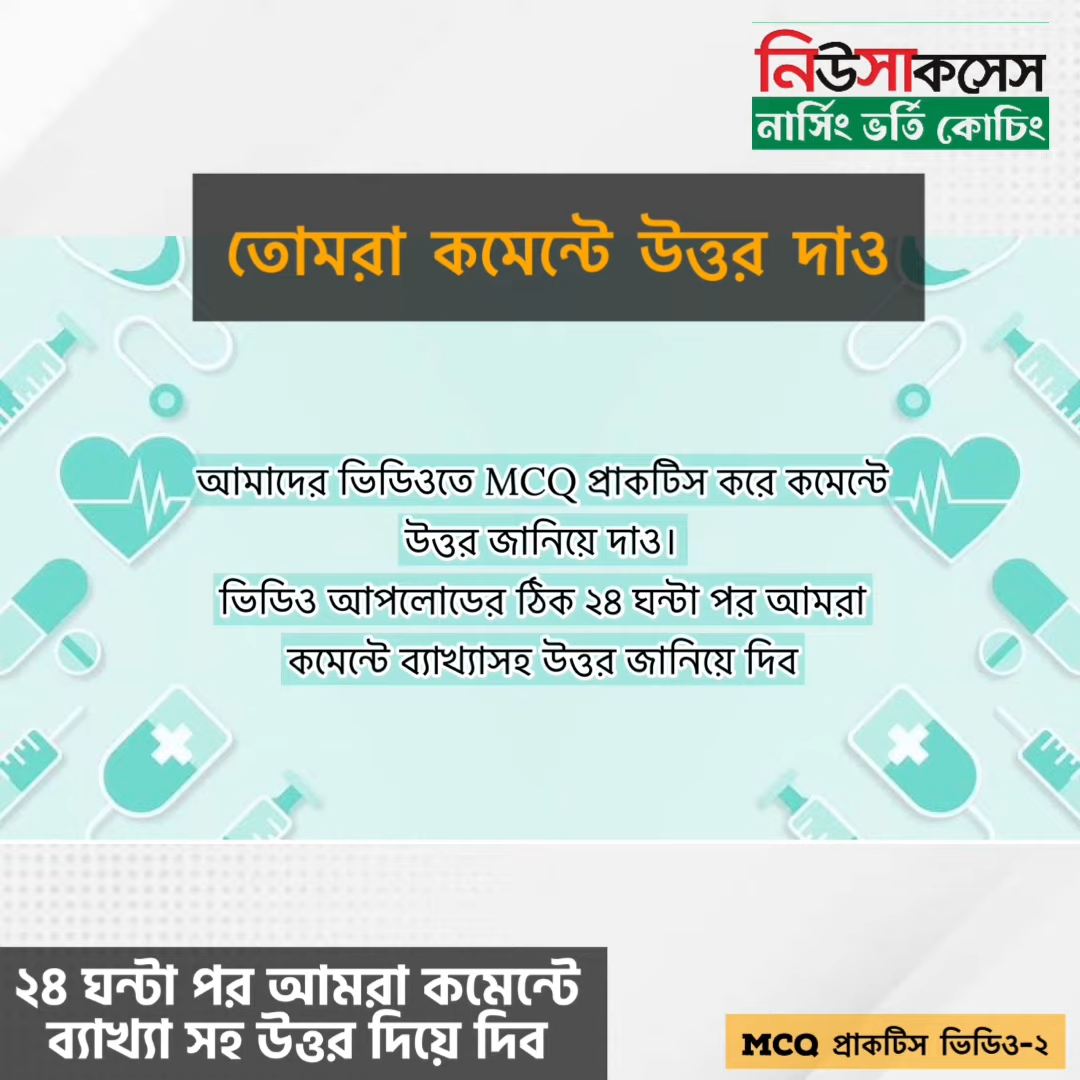 নিউসাকসেস
নার্সিং ভর্তি কোচিং
তোমরা কমেন্টে উত্তর দাও
আমাদের ভিডিওতে MCQ প্রাকটিস করে কমেন্টে
উত্তর জানিয়ে দাও।
ভিডিও আপলোডের ঠিক ২৪ ঘন্টা পর আমরা
কমেন্টে ব্যাখ্যাসহ উত্তর জানিয়ে দিব
২৪ ঘন্টা পর আমরা কমেন্টে
ব্যাখ্যা সহ উত্তর দিয়ে দিব
MCQ প্রাকটিস ভিডিও-২